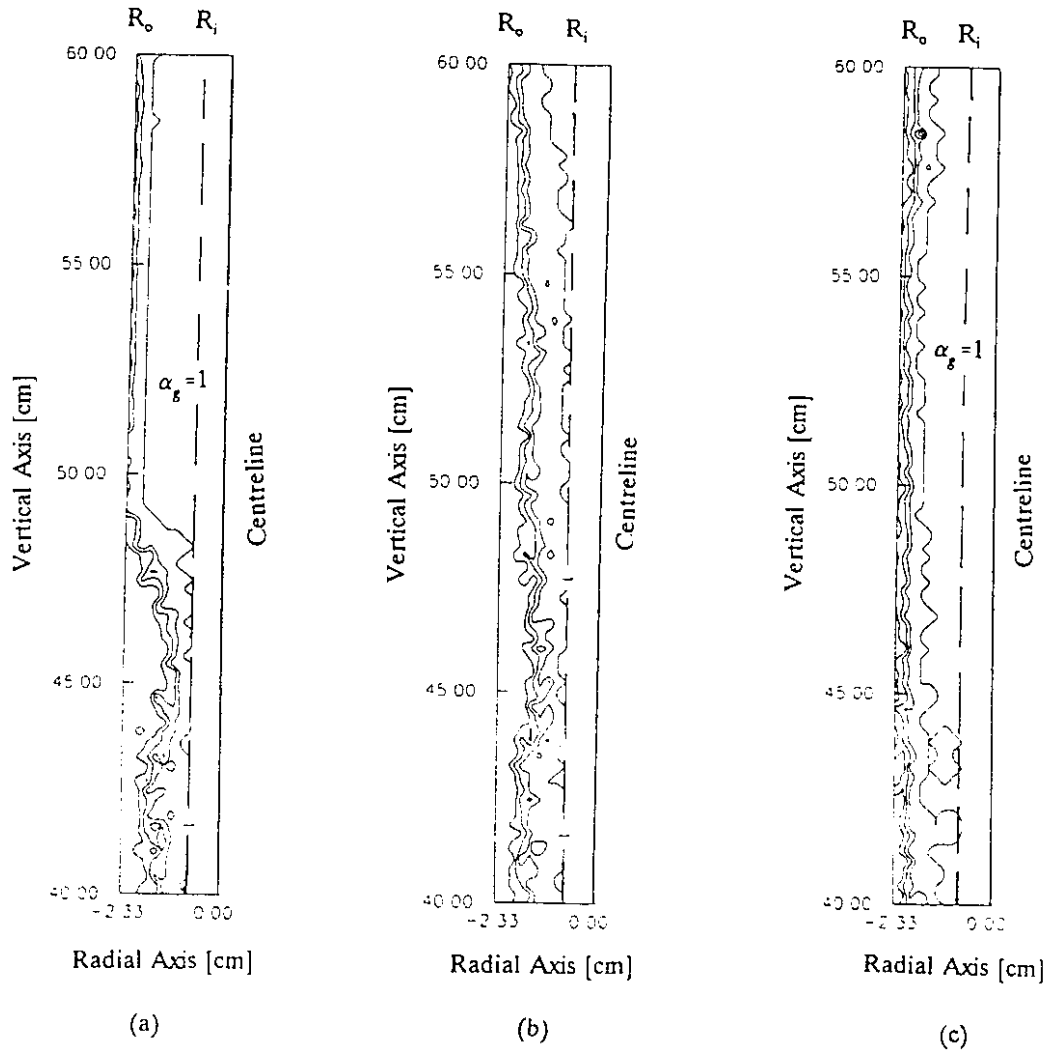 R₀ Rᵢ
60 00
55 00
50 00
45 00
40 00
-2.33 0.00
Vertical Axis [cm]
α_g = 1
Centreline
Radial Axis [cm]
(a)
R₀ Rᵢ
60 00
55 00
50 00
45 00
40 00
-2.33 0.00
Vertical Axis [cm]
Centreline
Radial Axis [cm]
(b)
R₀ Rᵢ
60 00
55 00
50 00
45 00
40 00
-2.33 0.00
Vertical Axis [cm]
α_g = 1
Centreline
Radial Axis [cm]
(c)